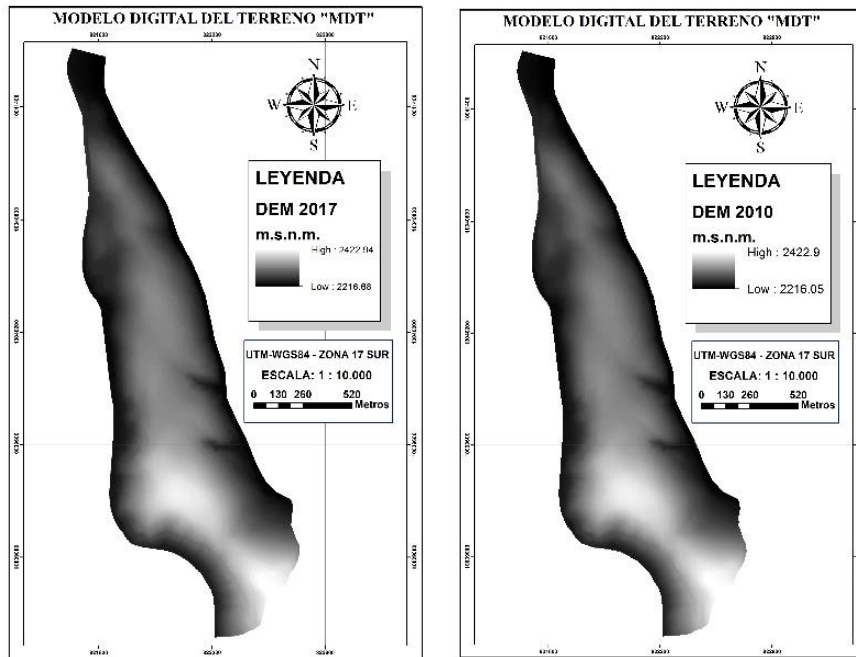 MODELO DIGITAL DEL TERRENO "MDT"
N
W E
S
LEYENDA
DEM 2017
m.s.n.m.
High : 2422.94
Low : 2216.68
UTM-WGS84 - ZONA 17 SUR
ESCALA: 1 : 10.000
0 130 260 520
Metros
MODELO DIGITAL DEL TERRENO "MDT"
N
W E
S
LEYENDA
DEM 2010
m.s.n.m.
High : 2422.9
Low : 2216.05
UTM-WGS84 - ZONA 17 SUR
ESCALA: 1 : 10.000
0 130 260 520
Metros